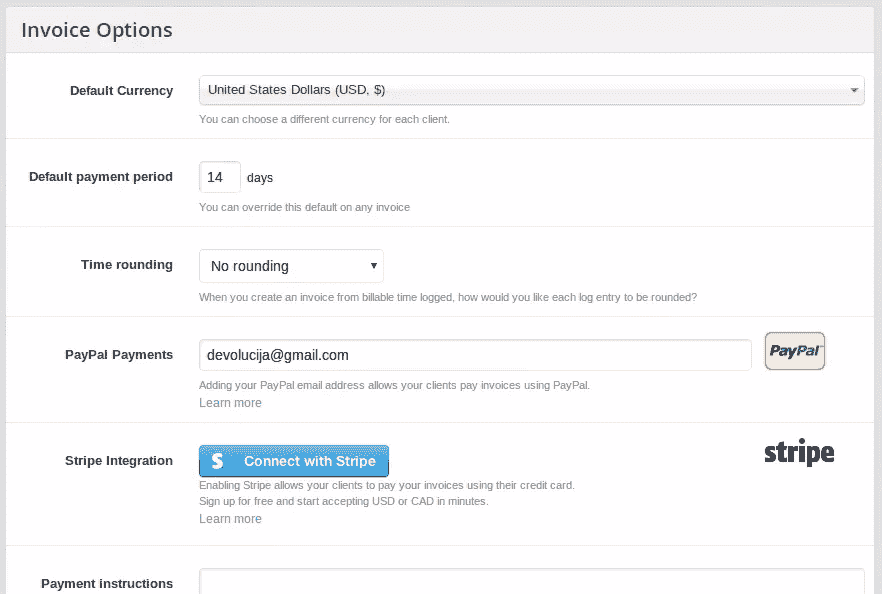 Invoice Options
Default Currency
United States Dollars (USD, $)
You can choose a different currency for each client.
Default payment period
14 days
You can override this default on any invoice
Time rounding
No rounding
When you create an invoice from billable time logged, how would you like each log entry to be rounded?
PayPal Payments
devolucija@gmail.com
PayPal™
Adding your PayPal email address allows your clients pay invoices using PayPal.
Learn more
Stripe Integration
S Connect with Stripe
stripe
Enabling Stripe allows your clients to pay your invoices using their credit card.
Sign up for free and start accepting USD or CAD in minutes.
Learn more
Payment instructions